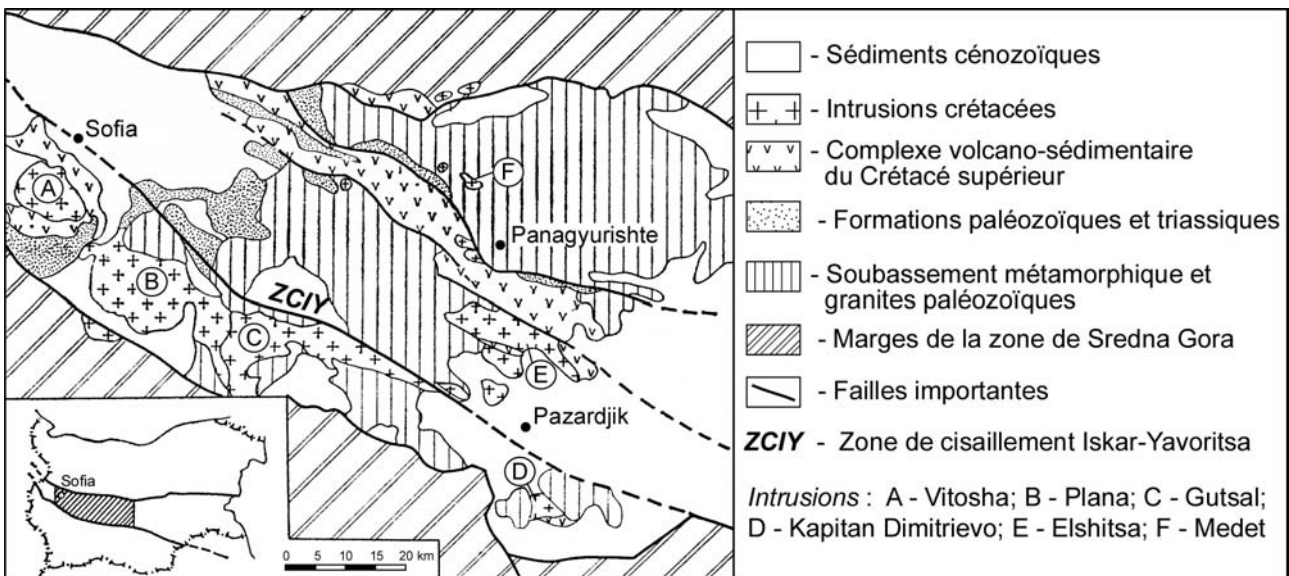 Sofia
A
F
Panagyurishte
B
ZCIY
C
E
Pazardjik
D
Sofia
0 5 10 15 20 km
- Sédiments cénozoïques
- Intrusions crétacées
- Complexe volcano-sédimentaire
du Crétacé supérieur
- Formations paléozoïques et triassiques
- Soubassement métamorphique et
granites paléozoïques
- Marges de la zone de Sredna Gora
- Failles importantes
ZCIY - Zone de cisaillement Iskar-Yavoritsa
Intrusions : A - Vitosha; B - Plana; C - Gutsal;
D - Kapitan Dimitrievo; E - Elshitsa; F - Medet